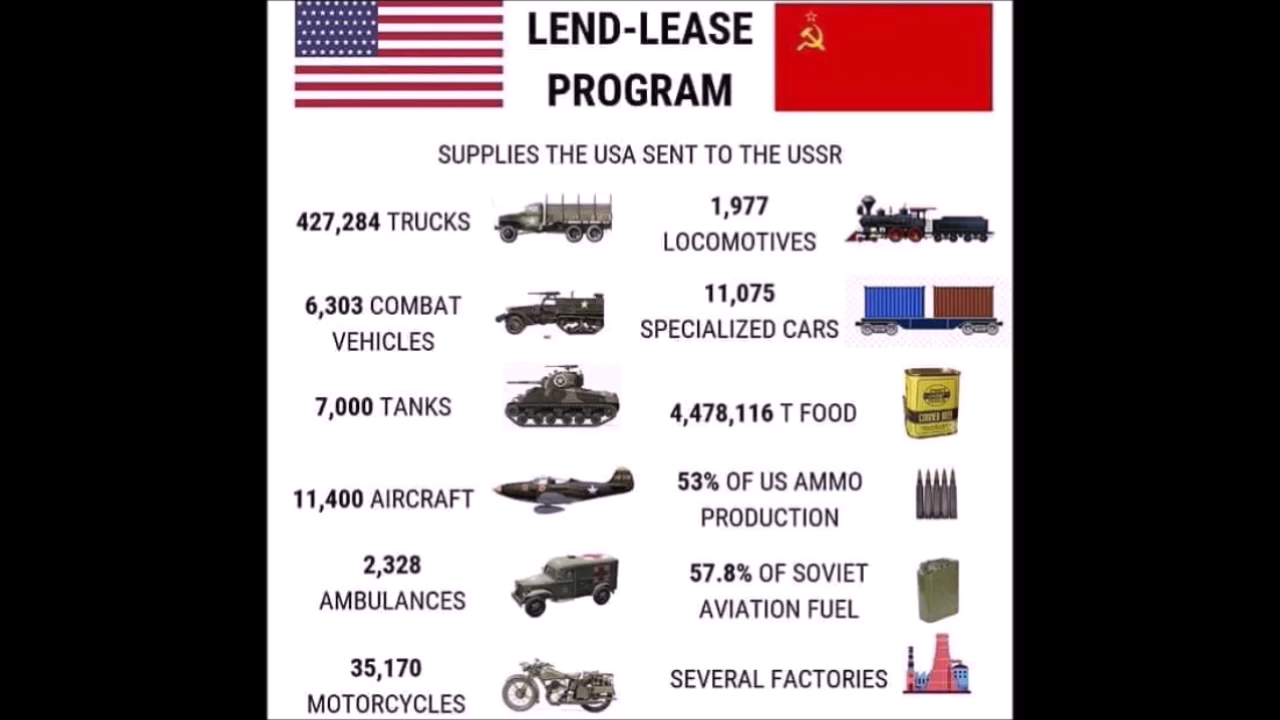 LEND-LEASE
PROGRAM
SUPPLIES THE USA SENT TO THE USSR
427,284 TRUCKS
6,303 COMBAT
VEHICLES
7,000 TANKS
11,400 AIRCRAFT
2,328
AMBULANCES
35,170
MOTORCYCLES
1,977
LOCOMOTIVES
11,075
SPECIALIZED CARS
4,478,116 T FOOD
53% OF US AMMO
PRODUCTION
57.8% OF SOVIET
AVIATION FUEL
SEVERAL FACTORIES
CORNED BEEF